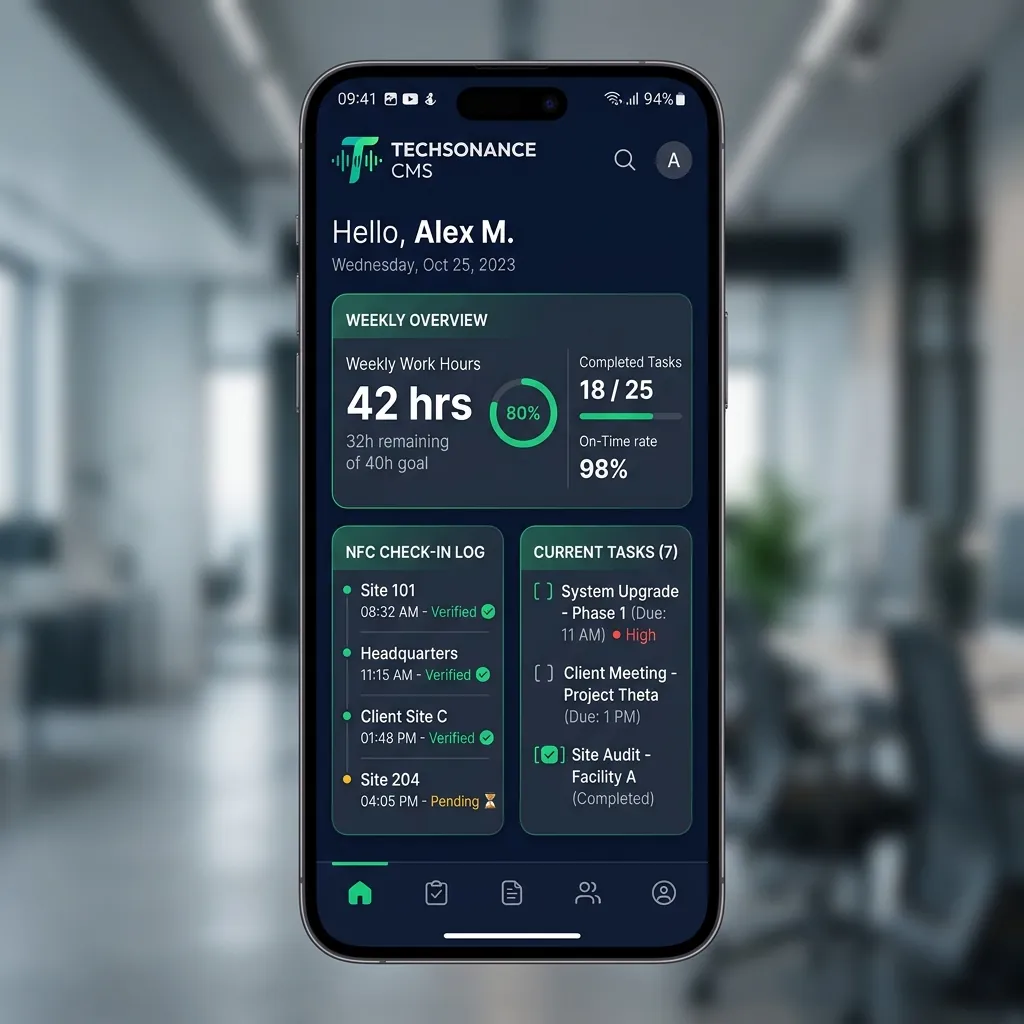 09:41 94%
TECHSONANCE
CMS
A
Hello, Alex M.
Wednesday, Oct 25, 2023
WEEKLY OVERVIEW
Weekly Work Hours
42 hrs
32h remaining
of 40h goal
80%
Completed Tasks
18 / 25
On-Time rate
98%
NFC CHECK-IN LOG
Site 101
08:32 AM - Verified
Headquarters
11:15 AM - Verified
Client Site C
01:48 PM - Verified
Site 204
04:05 PM - Pending
CURRENT TASKS (7)
[ ] System Upgrade
- Phase 1 (Due:
11 AM) • High
[ ] Client Meeting -
Project Theta
(Due: 1 PM)
[✓] Site Audit -
Facility A
(Completed)